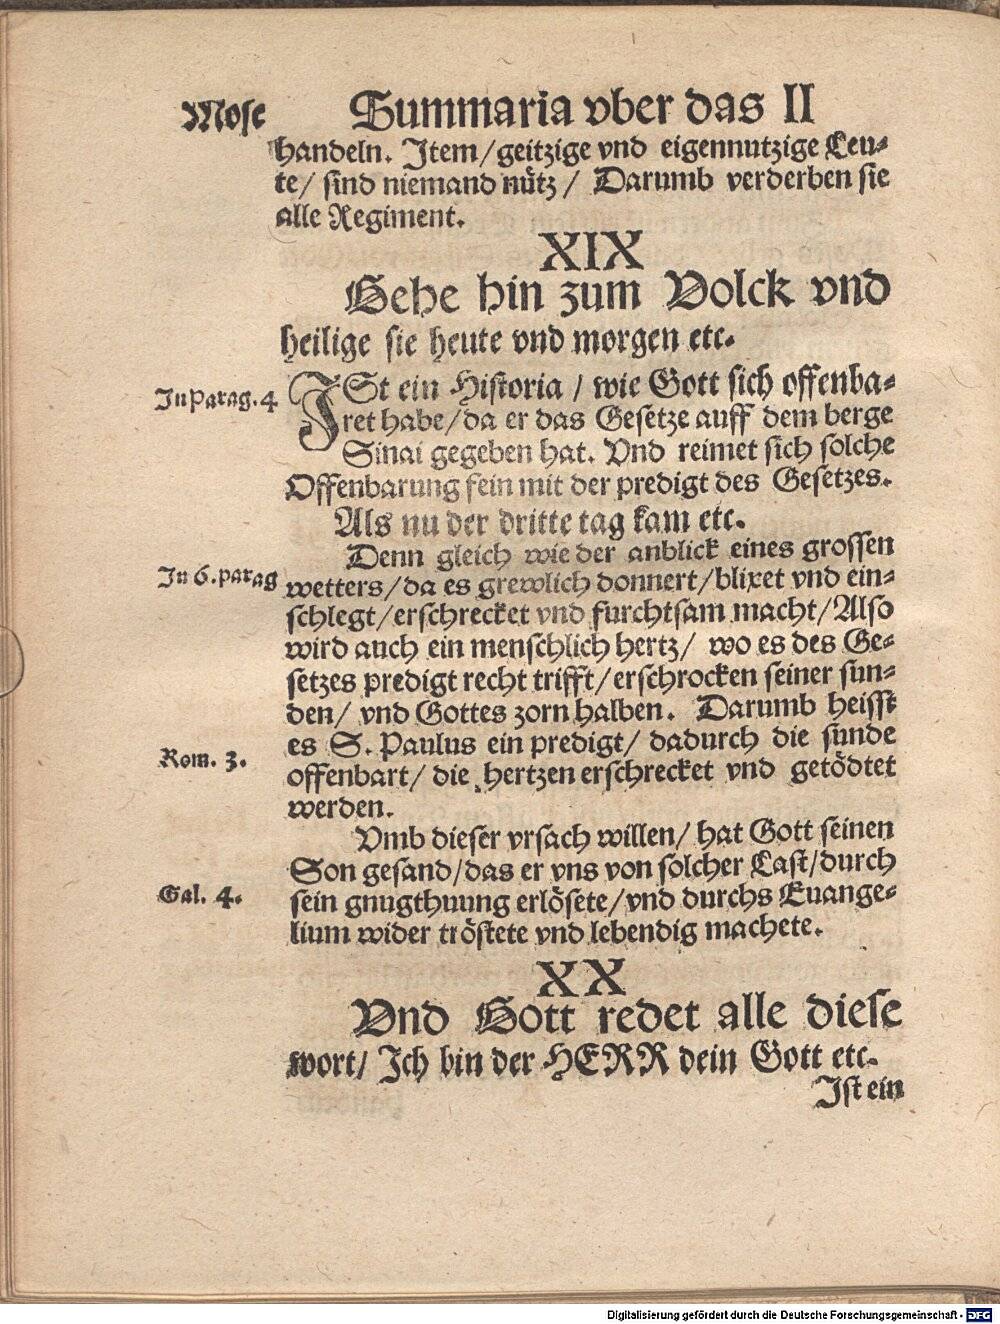 Mose Summaria vber das II
handeln. Item/geitzige vnd eigennutzige Leu⸗
te/ sind niemand nütz/ Darumb verderben sie
alle Regiment.
XIX
Gehe hin zum Volck vnd
heilige sie heute vnd morgen etc.
In Parag. 4
ISt ein Historia / wie Gott sich offenba⸗
ret habe/da er das Gesetze auff dem berge
Sinai gegeben hat. Vnd reimet sich solche
Offenbarung fein mit der predigt des Gesetzes.
Als nu der dritte tag kam etc.
Denn gleich wie der anblick eines grossen
In 6. parag
wetters/da es grewlich donnert/blixet vnd ein⸗
schlegt/erschrecket vnd furchtsam macht/Also
wird auch ein menschlich hertz/ wo es des Ge⸗
setzes predigt recht trifft/erschrocken seiner sun⸗
den/ vnd Gottes zorn halben. Darumb heisst
es S. Paulus ein predigt/ dadurch die sunde
Rom. 3.
offenbart/ die hertzen erschrecket vnd getödtet
werden.
Vmb dieser vrsach willen/ hat Gott seinen
Son gesand/das er vns von solcher Last/durch
Gal. 4.
sein gnugthuung erlösete/vnd durchs Euange⸗
lium wider tröstete vnd lebendig machete.
XX
Vnd Gott redet alle diese
wort/ Ich bin der HERR dein Gott etc.
Ist ein
Digitalisierung gefördert durch die Deutsche Forschungsgemeinschaft - DFG